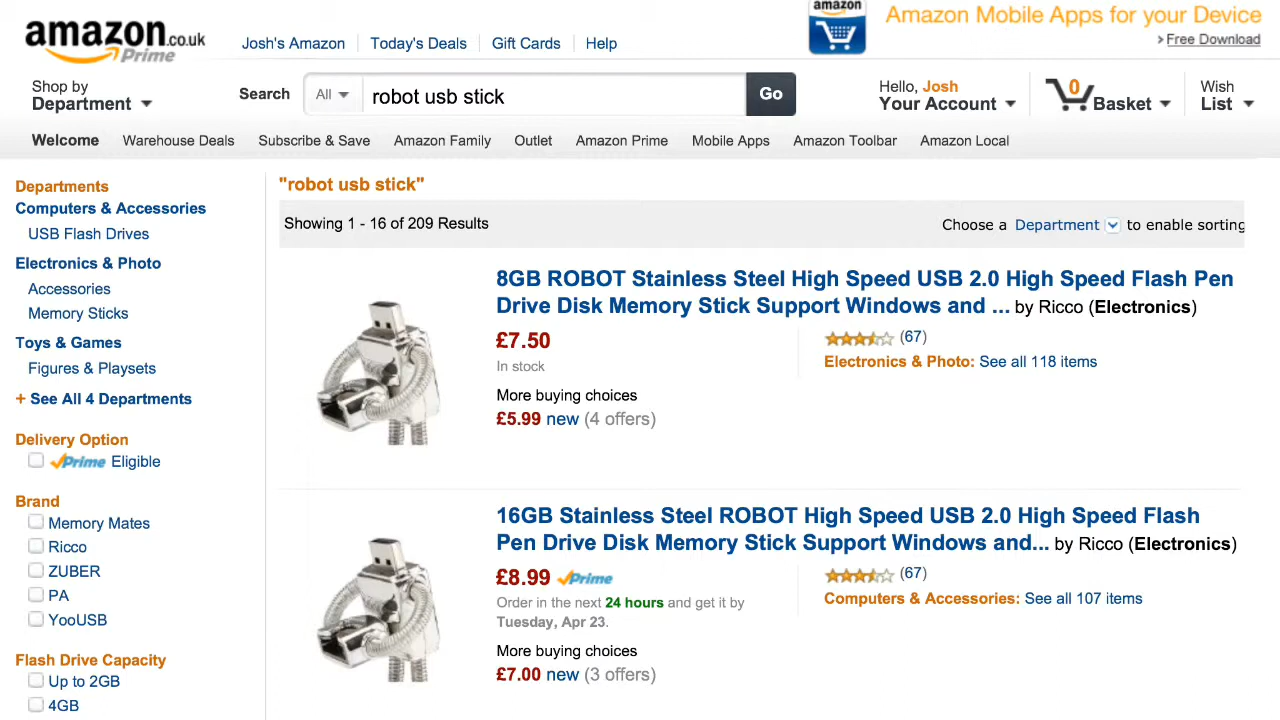 amazon.co.uk
Prime
Josh's Amazon
Today's Deals
Gift Cards
Help
amazon
Amazon Mobile Apps for your Device
> Free Download
Shop by
Department
Search
All
robot usb stick
Go
Hello, Josh
Your Account
0
Basket
Wish
List
Welcome
Warehouse Deals
Subscribe & Save
Amazon Family
Outlet
Amazon Prime
Mobile Apps
Amazon Toolbar
Amazon Local
Departments
Computers & Accessories
USB Flash Drives
Electronics & Photo
Accessories
Memory Sticks
Toys & Games
Figures & Playsets
+ See All 4 Departments
Delivery Option
Prime Eligible
Brand
Memory Mates
Ricco
ZUBER
PA
YooUSB
Flash Drive Capacity
Up to 2GB
4GB
"robot usb stick"
Showing 1 - 16 of 209 Results
Choose a Department to enable sorting
8GB ROBOT Stainless Steel High Speed USB 2.0 High Speed Flash Pen
Drive Disk Memory Stick Support Windows and ... by Ricco (Electronics)
£7.50
In stock
More buying choices
£5.99 new (4 offers)
(67)
Electronics & Photo: See all 118 items
16GB Stainless Steel ROBOT High Speed USB 2.0 High Speed Flash
Pen Drive Disk Memory Stick Support Windows and... by Ricco (Electronics)
£8.99 Prime
Order in the next 24 hours and get it by
Tuesday, Apr 23.
More buying choices
£7.00 new (3 offers)
(67)
Computers & Accessories: See all 107 items